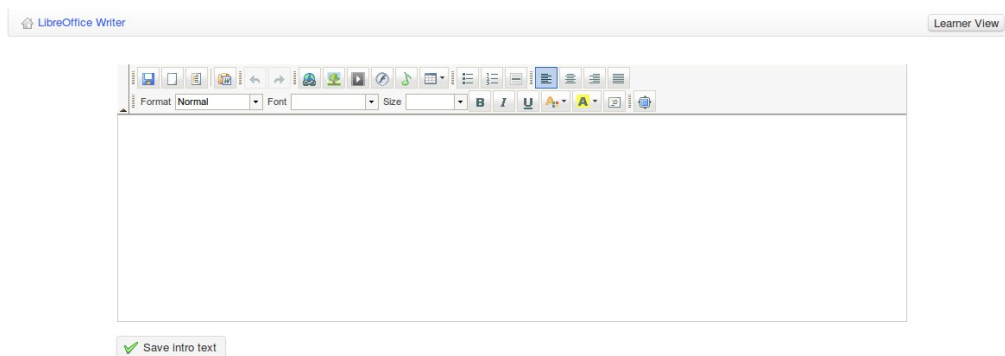 LibreOffice Writer
Learner View
Format Normal Font Size B I U A A
Save intro text